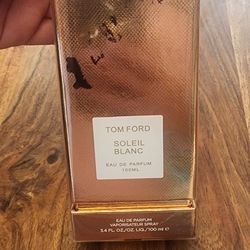 TOM FORD
SOLEIL
BLANC
EAU DE PARFUM
100ML
EAU DE PARFUM
VAPORISATEUR SPRAY
3.4 FL.OZ./OZ. LIQ./100 ml ℮